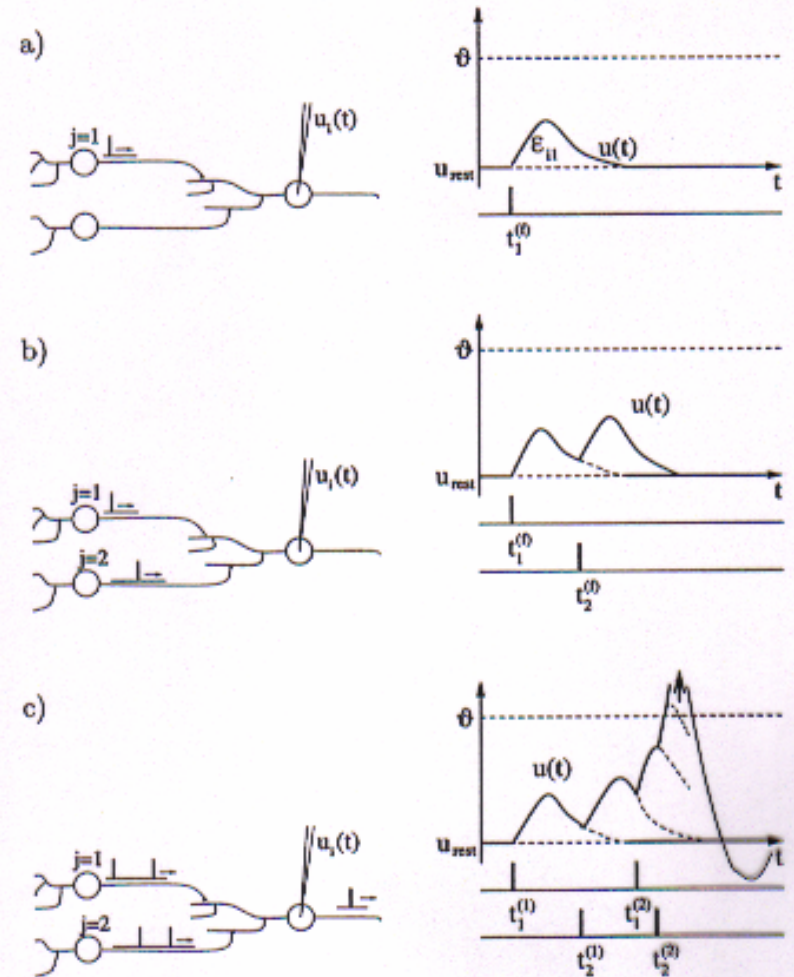 a)
j=1
u_i(t)
ϑ
ε_i1 u(t)
u_rest
t
t_1^(f)
b)
j=1
j=2
u_i(t)
ϑ
u(t)
u_rest
t
t_1^(f)
t_2^(f)
c)
j=1
j=2
u_i(t)
ϑ
u(t)
u_rest
t
t_1^(1) t_1^(2)
t_2^(1) t_2^(2)